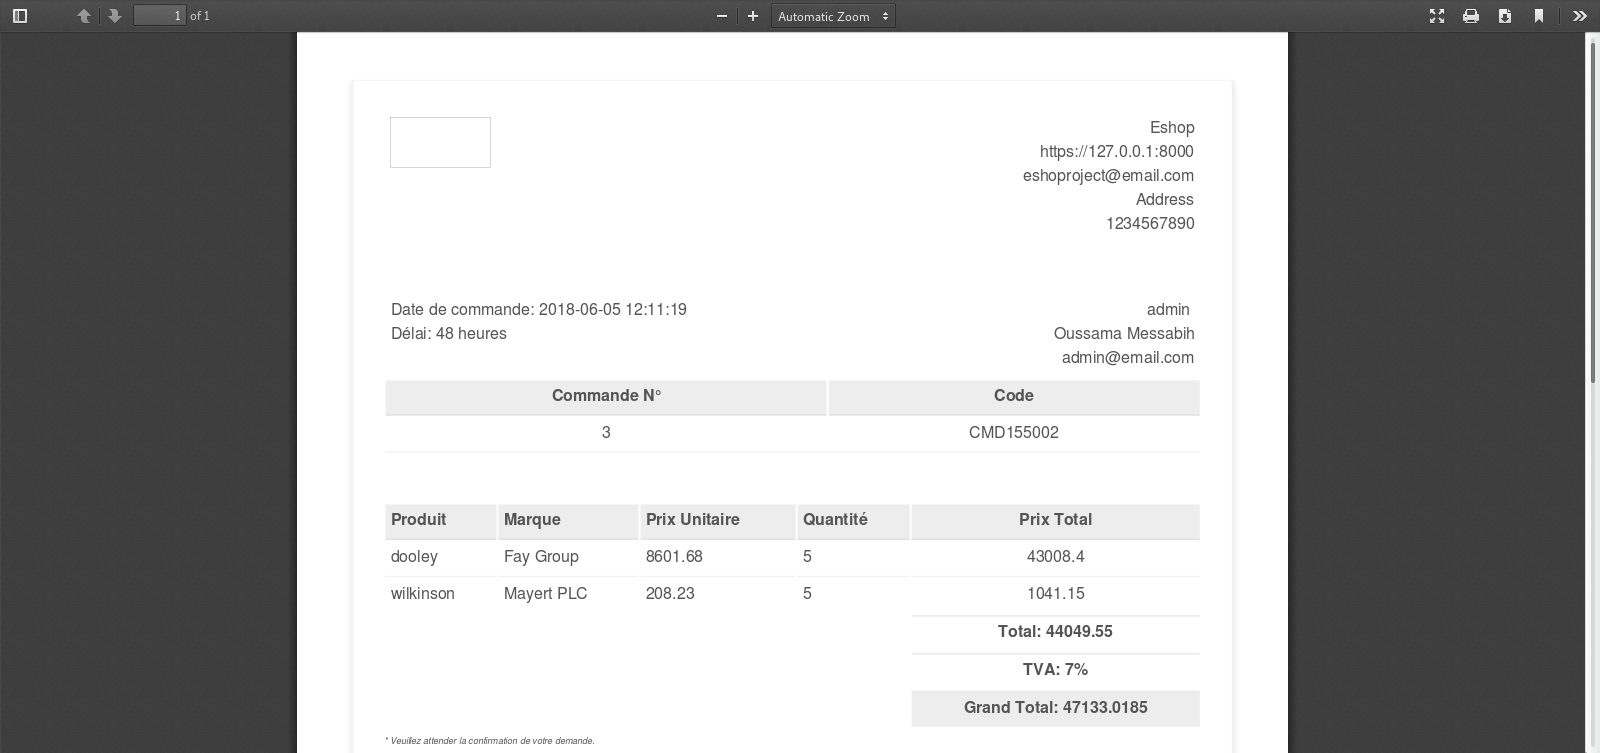 1 of 1 Automatic Zoom
Eshop
https://127.0.0.1:8000
eshoproject@email.com
Address
1234567890
Date de commande: 2018-06-05 12:11:19 admin
Délai: 48 heures Oussama Messabih
admin@email.com
Commande N° Code
3 CMD155002
Produit Marque Prix Unitaire Quantité Prix Total
dooley Fay Group 8601.68 5 43008.4
wilkinson Mayert PLC 208.23 5 1041.15
Total: 44049.55
TVA: 7%
Grand Total: 47133.0185
* Veuillez attender la confirmation de votre demande.